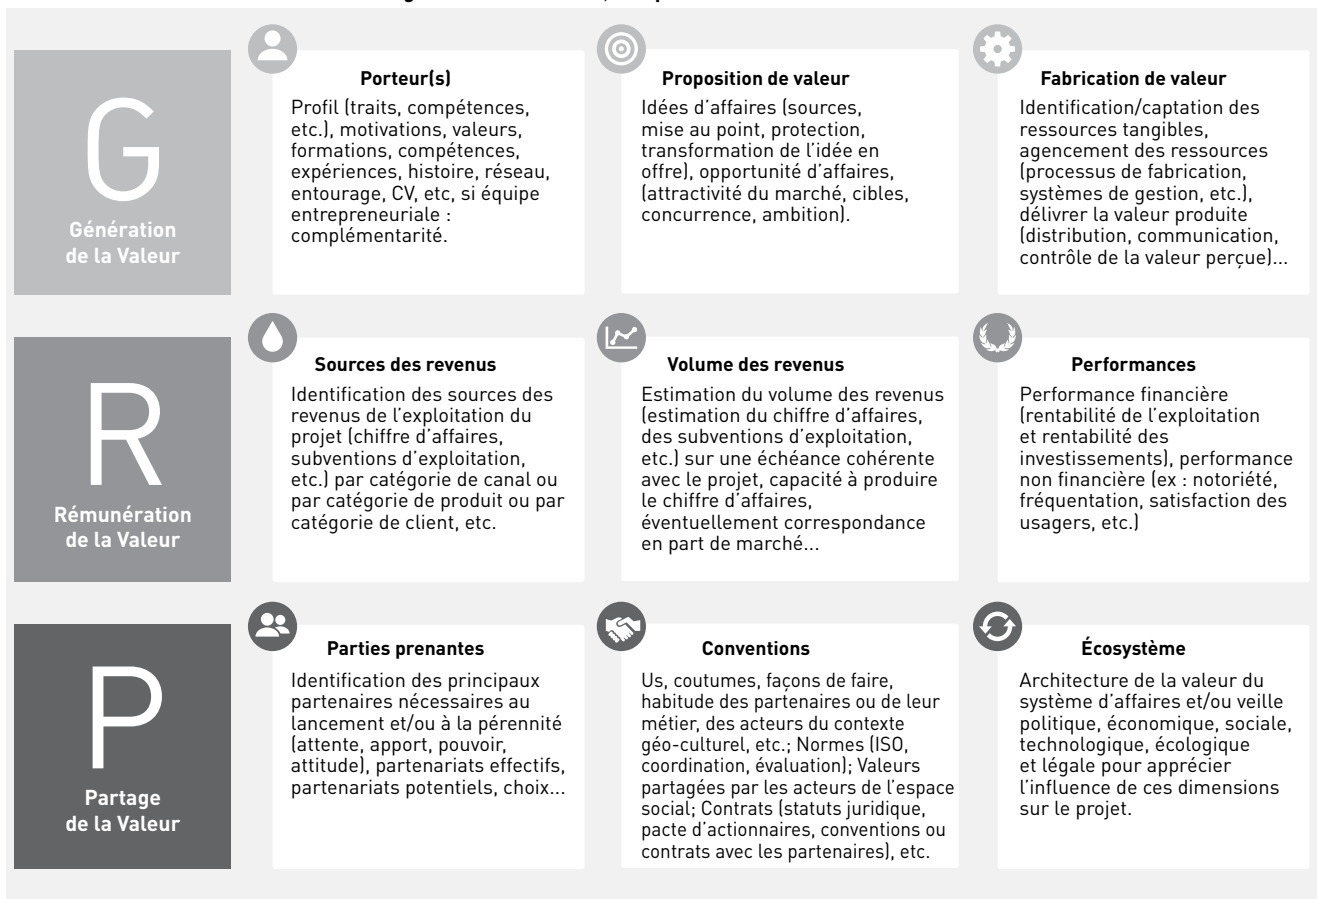 G
Génération
de la Valeur
Porteur(s)
Profil (traits, compétences,
etc.), motivations, valeurs,
formations, compétences,
expériences, histoire, réseau,
entourage, CV, etc, si équipe
entrepreneuriale :
complémentarité.
Proposition de valeur
Idées d'affaires (sources,
mise au point, protection,
transformation de l'idée en
offre), opportunité d'affaires,
(attractivité du marché, cibles,
concurrence, ambition).
Fabrication de valeur
Identification/captation des
ressources tangibles,
agencement des ressources
(processus de fabrication,
systèmes de gestion, etc.),
délivrer la valeur produite
(distribution, communication,
contrôle de la valeur perçue)...
R
Rémunération
de la Valeur
Sources des revenus
Identification des sources des
revenus de l'exploitation du
projet (chiffre d'affaires,
subventions d'exploitation,
etc.) par catégorie de canal ou
par catégorie de produit ou par
catégorie de client, etc.
Volume des revenus
Estimation du volume des revenus
(estimation du chiffre d'affaires,
des subventions d'exploitation,
etc.) sur une échéance cohérente
avec le projet, capacité à produire
le chiffre d'affaires,
éventuellement correspondance
en part de marché...
Performances
Performance financière
(rentabilité de l'exploitation
et rentabilité des
investissements), performance
non financière (ex : notoriété,
fréquentation, satisfaction des
usagers, etc.)
P
Partage
de la Valeur
Parties prenantes
Identification des principaux
partenaires nécessaires au
lancement et/ou à la pérennité
(attente, apport, pouvoir,
attitude), partenariats effectifs,
partenariats potentiels, choix...
Conventions
Us, coutumes, façons de faire,
habitude des partenaires ou de leur
métier, des acteurs du contexte
géo-culturel, etc.; Normes (ISO,
coordination, évaluation); Valeurs
partagées par les acteurs de l'espace
social; Contrats (statuts juridique,
pacte d'actionnaires, conventions ou
contrats avec les partenaires), etc.
Écosystème
Architecture de la valeur du
système d'affaires et/ou veille
politique, économique, sociale,
technologique, écologique
et légale pour apprécier
l'influence de ces dimensions
sur le projet.